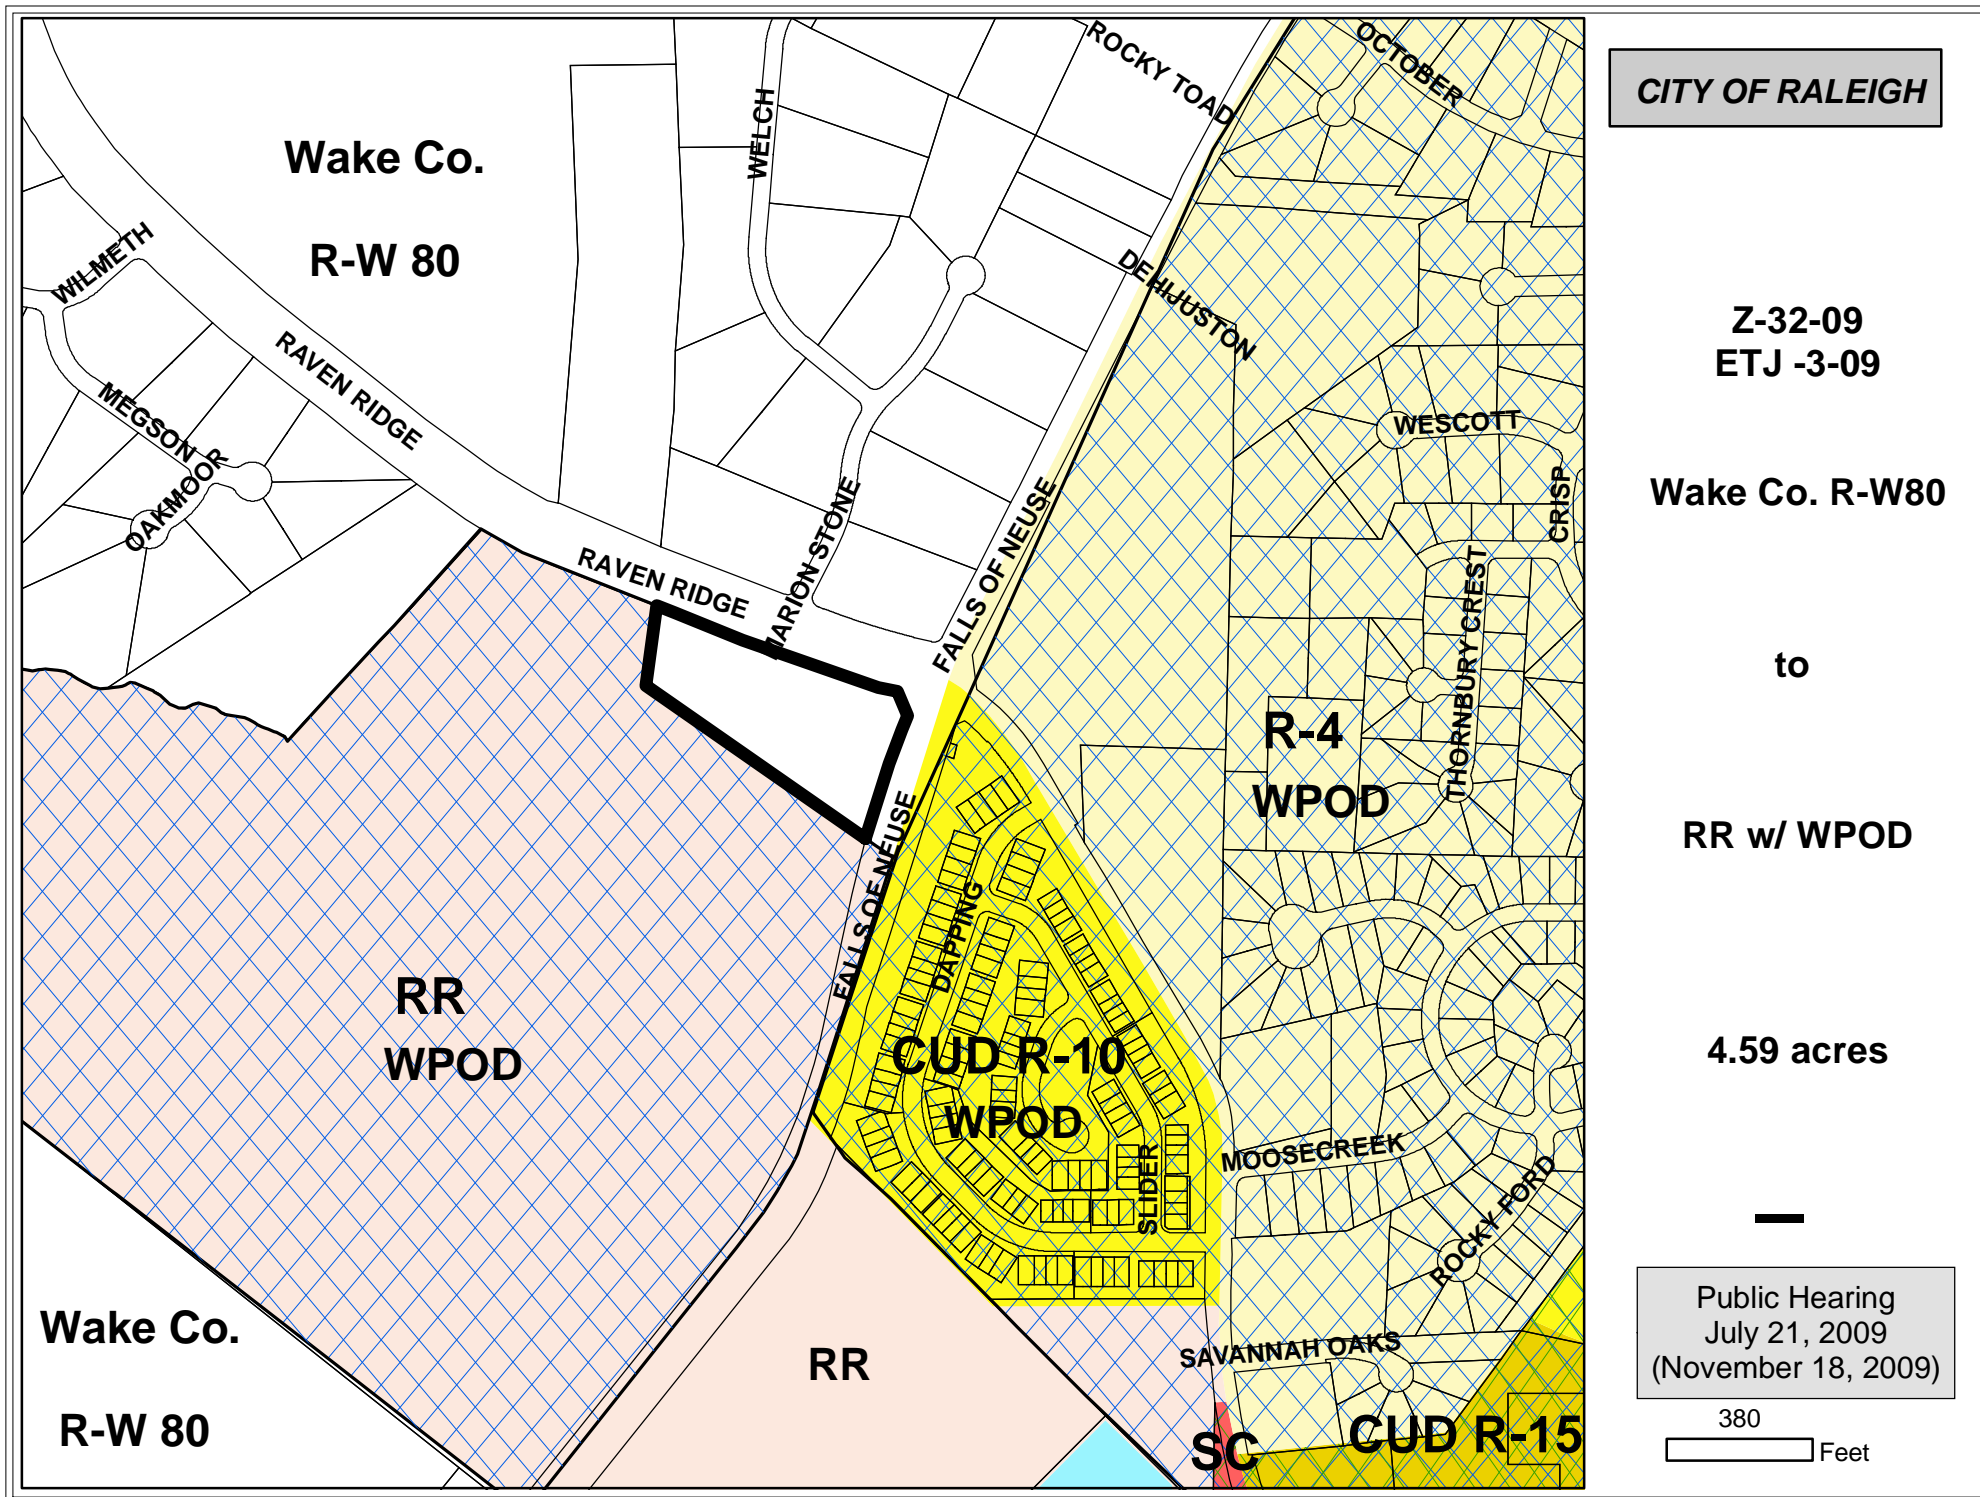 CITY OF RALEIGH
Z-32-09
ETJ -3-09
Wake Co. R-W80
to
RR w/ WPOD
4.59 acres
Public Hearing
July 21, 2009
(November 18, 2009)
380
Feet
ROCKY TOAD
OCTOBER
WELCH
Wake Co.
R-W 80
WILMETH
DEHIJUSTON
RAVEN RIDGE
MEGSON
OAKMOOR
WESCOTT
CRISP
MARION STONE
FALLS OF NEUSE
RAVEN RIDGE
THORNBURY CREST
R-4
WPOD
FALLS OF NEUSE
DAPPING
RR
WPOD
CUD R-10
WPOD
MOOSECREEK
SLIDER
ROCKY FORD
Wake Co.
R-W 80
RR
SAVANNAH OAKS
SC
CUD R-15